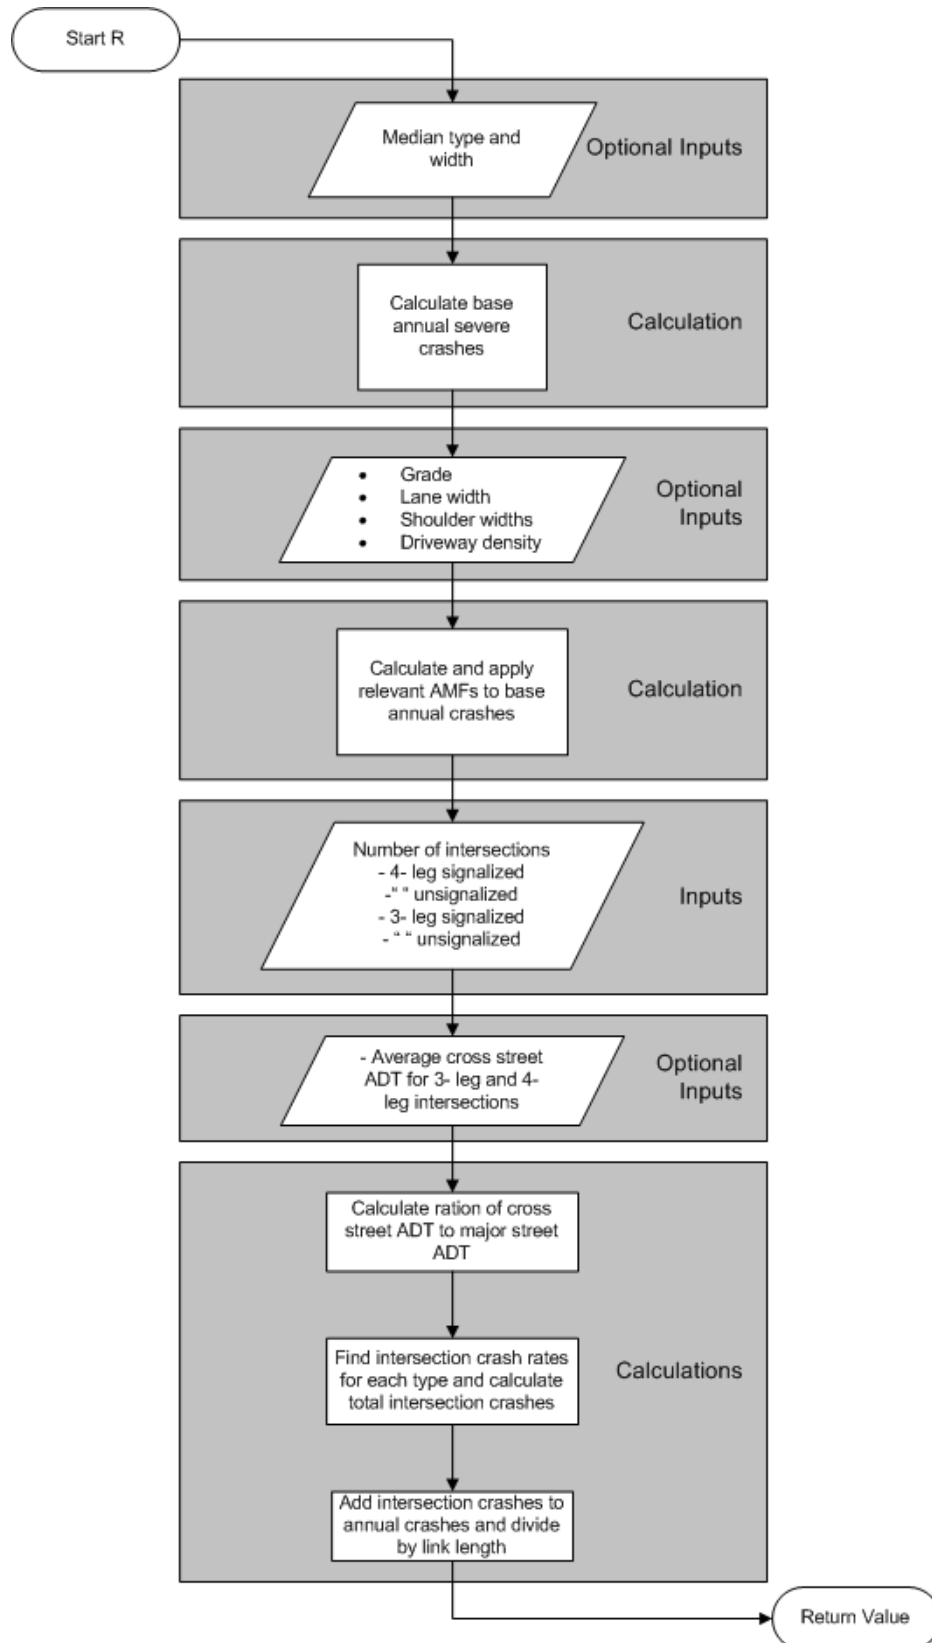 Start R
Median type and
width
Optional Inputs
Calculate base
annual severe
crashes
Calculation
• Grade
• Lane width
• Shoulder widths
• Driveway density
Optional
Inputs
Calculate and apply
relevant AMFs to base
annual crashes
Calculation
Number of intersections
- 4- leg signalized
-“ “ unsignalized
- 3- leg signalized
- “ “ unsignalized
Inputs
- Average cross street
ADT for 3- leg and 4-
leg intersections
Optional
Inputs
Calculate ration of cross
street ADT to major street
ADT
Find intersection crash rates
for each type and calculate
total intersection crashes
Calculations
Add intersection crashes to
annual crashes and divide
by link length
Return Value